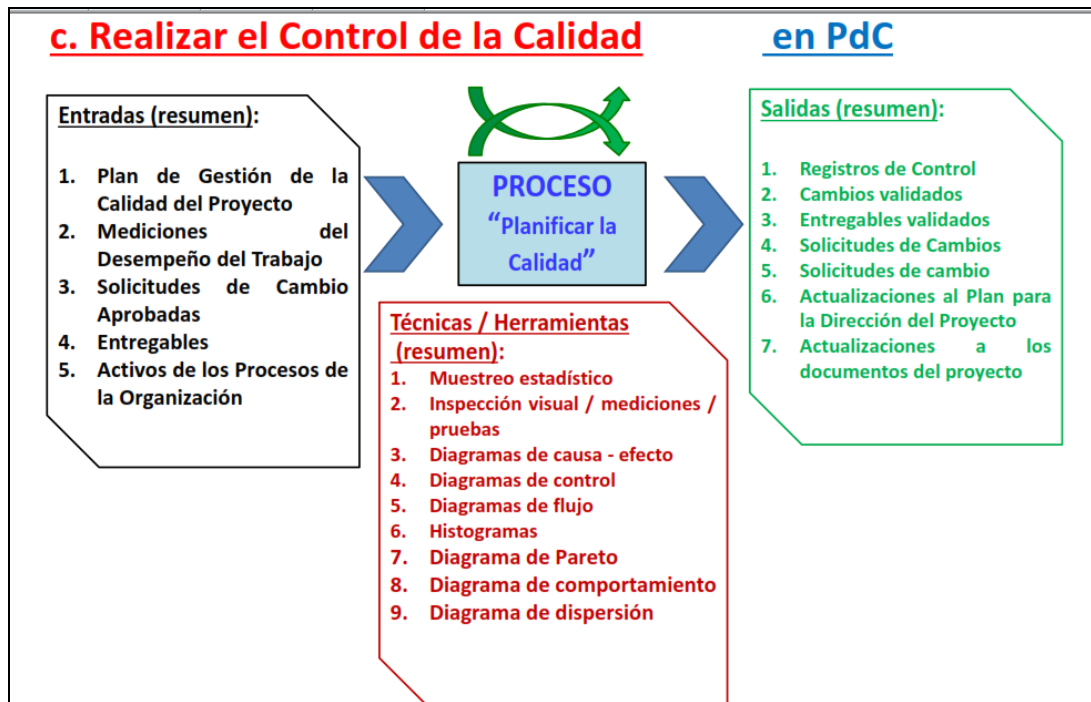 c. Realizar el Control de la Calidad en PdC
Entradas (resumen):
1. Plan de Gestión de la
Calidad del Proyecto
2. Mediciones del
Desempeño del Trabajo
3. Solicitudes de Cambio
Aprobadas
4. Entregables
5. Activos de los Procesos de
la Organización
PROCESO
“Planificar la
Calidad”
Técnicas / Herramientas
(resumen):
1. Muestreo estadístico
2. Inspección visual / mediciones /
pruebas
3. Diagramas de causa - efecto
4. Diagramas de control
5. Diagramas de flujo
6. Histogramas
7. Diagrama de Pareto
8. Diagrama de comportamiento
9. Diagrama de dispersión
Salidas (resumen):
1. Registros de Control
2. Cambios validados
3. Entregables validados
4. Solicitudes de Cambios
5. Solicitudes de cambio
6. Actualizaciones al Plan para
la Dirección del Proyecto
7. Actualizaciones a los
documentos del proyecto